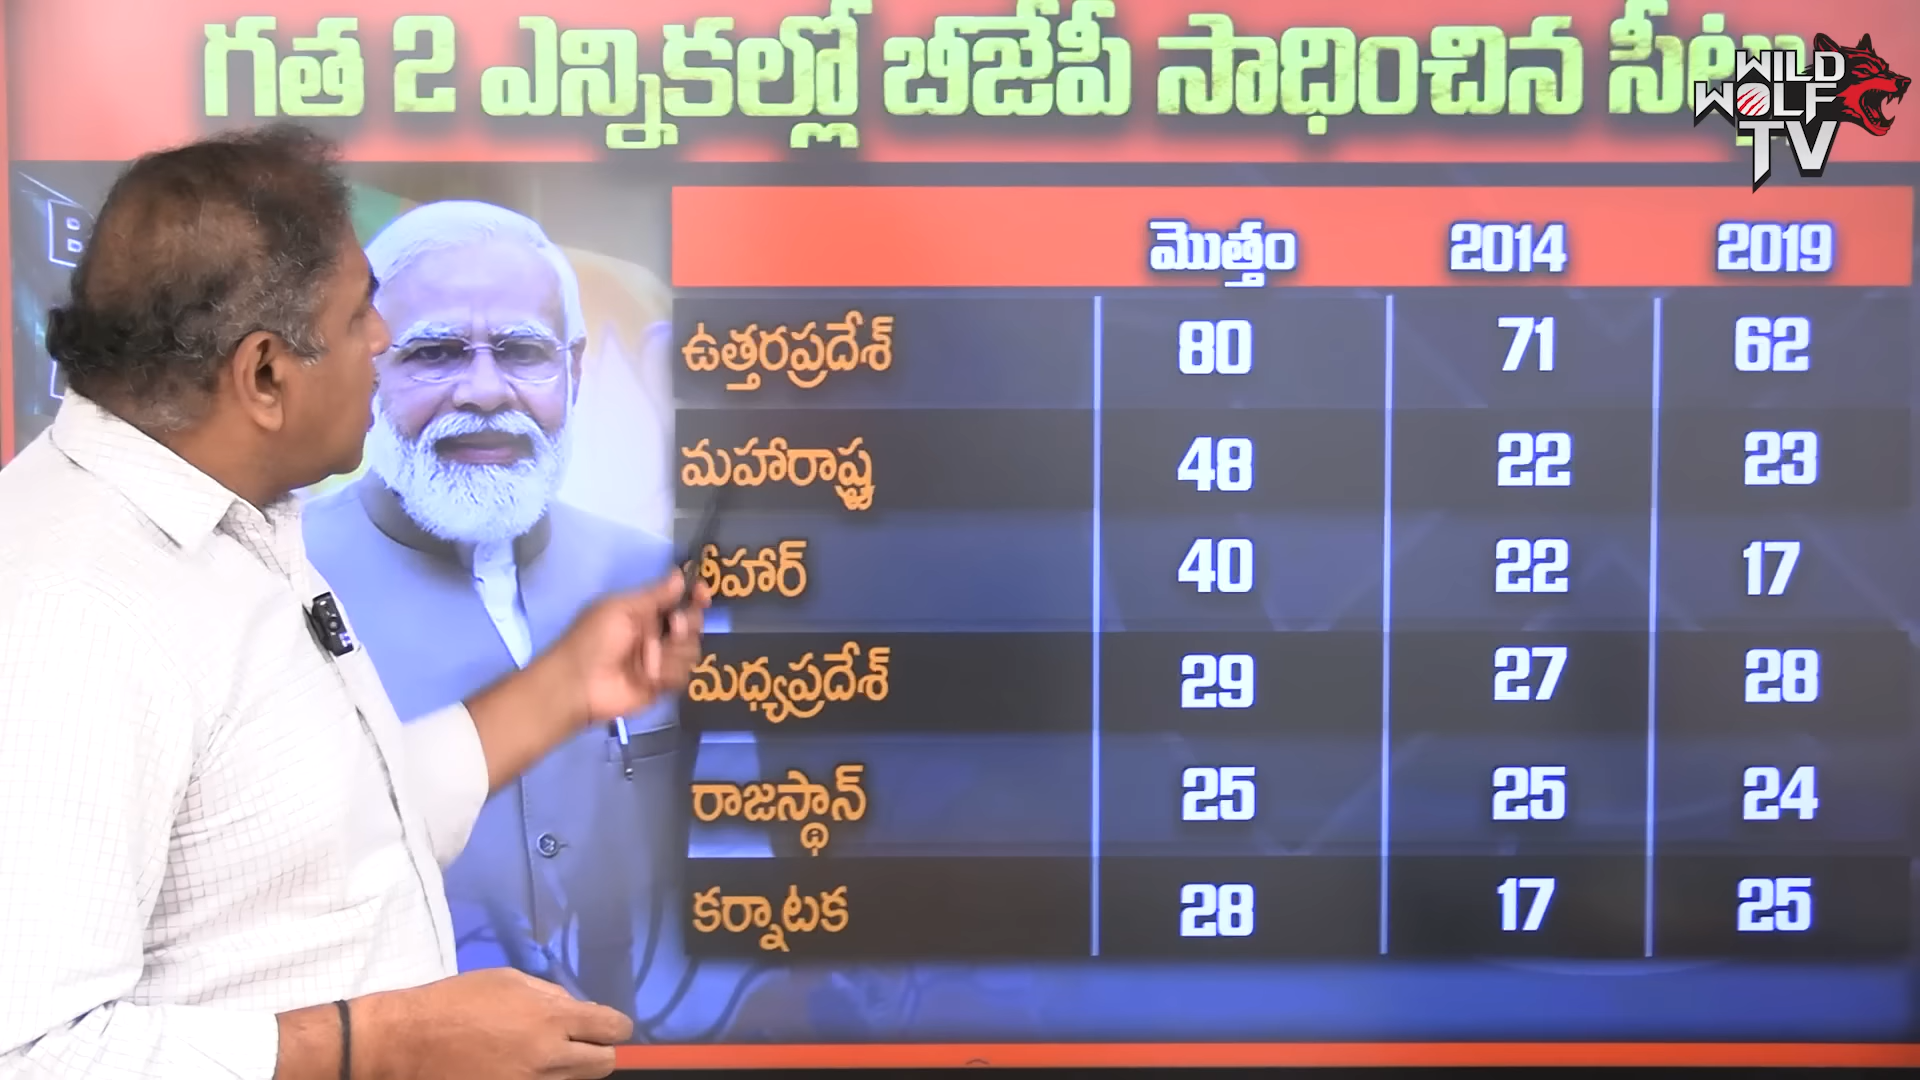 గత 2 ఎన్నికల్లో బీజేపీ సాధించిన
WILD
WOLF
TV
మొత్తం 2014 2019
ఉత్తరప్రదేశ్ 80 71 62
మహారాష్ట్ర 48 22 23
40 22 17
మధ్యప్రదేశ్ 29 27 28
రాజస్థాన్ 25 25 24
కర్నాటక 28 17 25